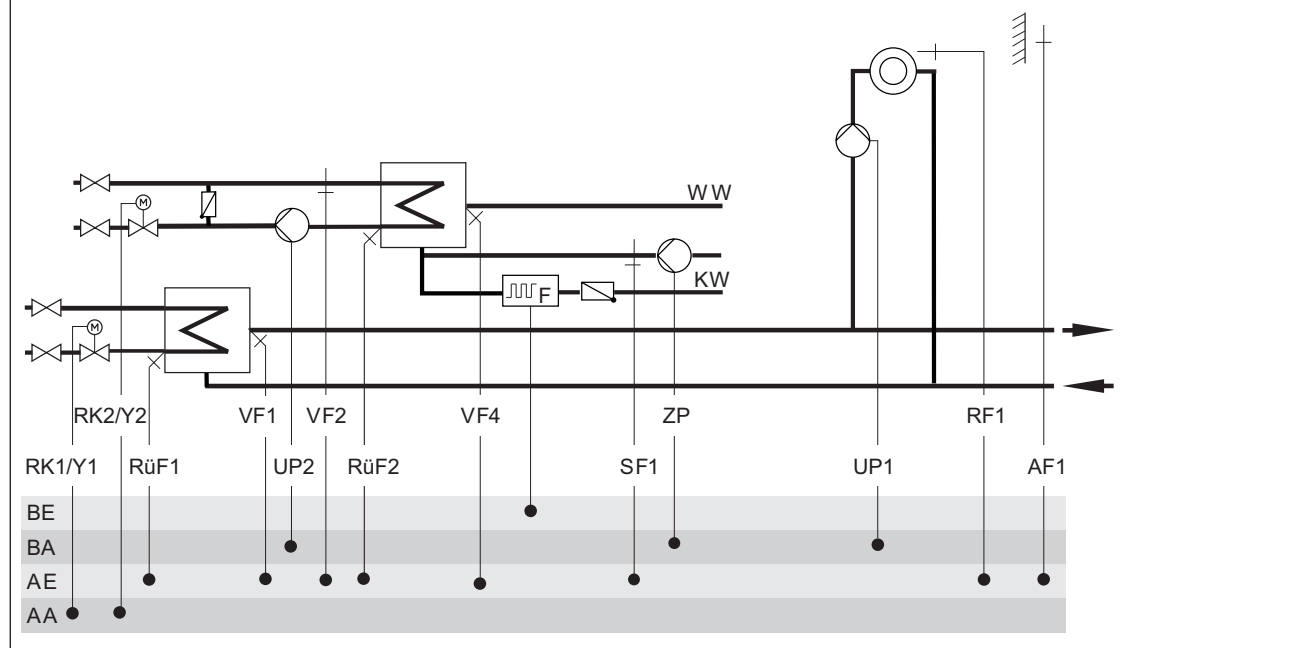 M
WW
KW
F
M
RK2/Y2 VF1 VF2 VF4 ZP RF1
RK1/Y1 RüF1 UP2 RüF2 SF1 UP1 AF1
BE
BA
AE
AA